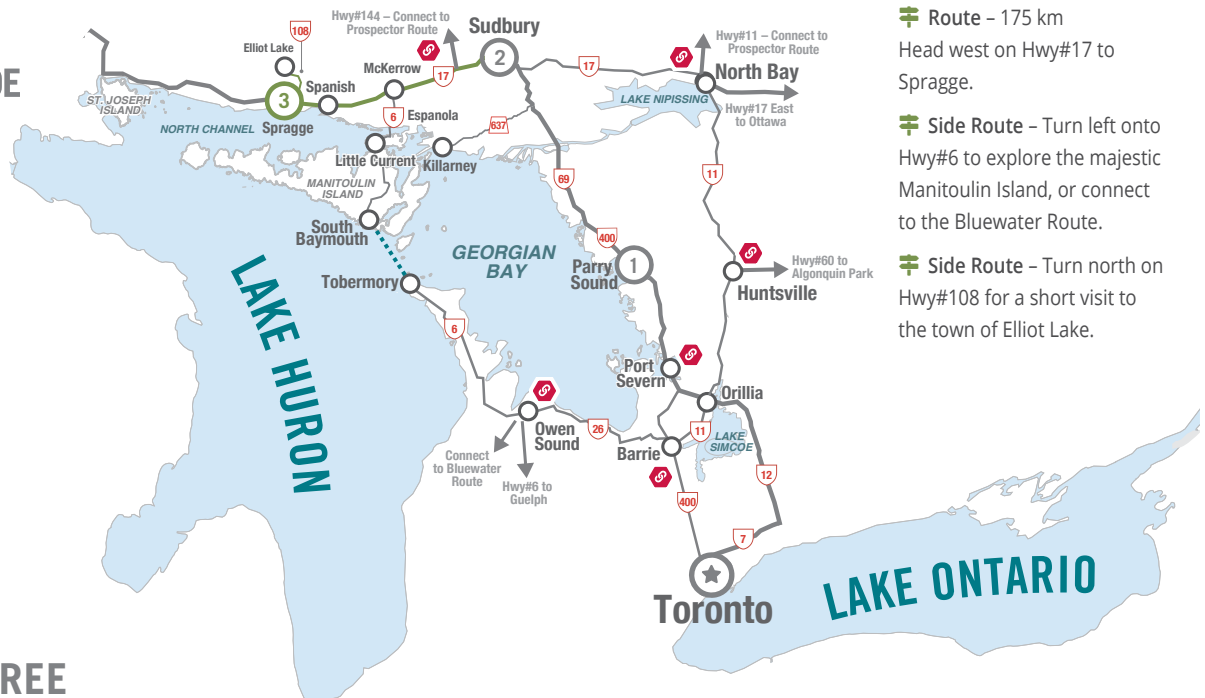 Hwy#144 – Connect to
Prospector Route
108
Elliot Lake
Sudbury
2
Hwy#11 – Connect to
Prospector Route
McKerrow
17
17
North Bay
DE
ST. JOSEPH
ISLAND
Spanish
3
Spragge
NORTH CHANNEL
6
Espanola
637
LAKE NIPISSING
Hwy#17 East
to Ottawa
Little Current
Killarney
MANITOULIN
ISLAND
69
11
South
Baymouth
400
GEORGIAN
BAY
Parry
Sound
1
Hwy#60 to
Algonquin Park
Huntsville
Tobermory
6
LAKE HURON
Port
Severn
Orillia
Owen
Sound
26
11
LAKE
SIMCOE
Barrie
Connect
to Bluewater
Route
Hwy#6 to
Guelph
12
400
7
Toronto
LAKE ONTARIO
REE
Route – 175 km
Head west on Hwy#17 to
Spragge.
Side Route – Turn left onto
Hwy#6 to explore the majestic
Manitoulin Island, or connect
to the Bluewater Route.
Side Route – Turn north on
Hwy#108 for a short visit to
the town of Elliot Lake.